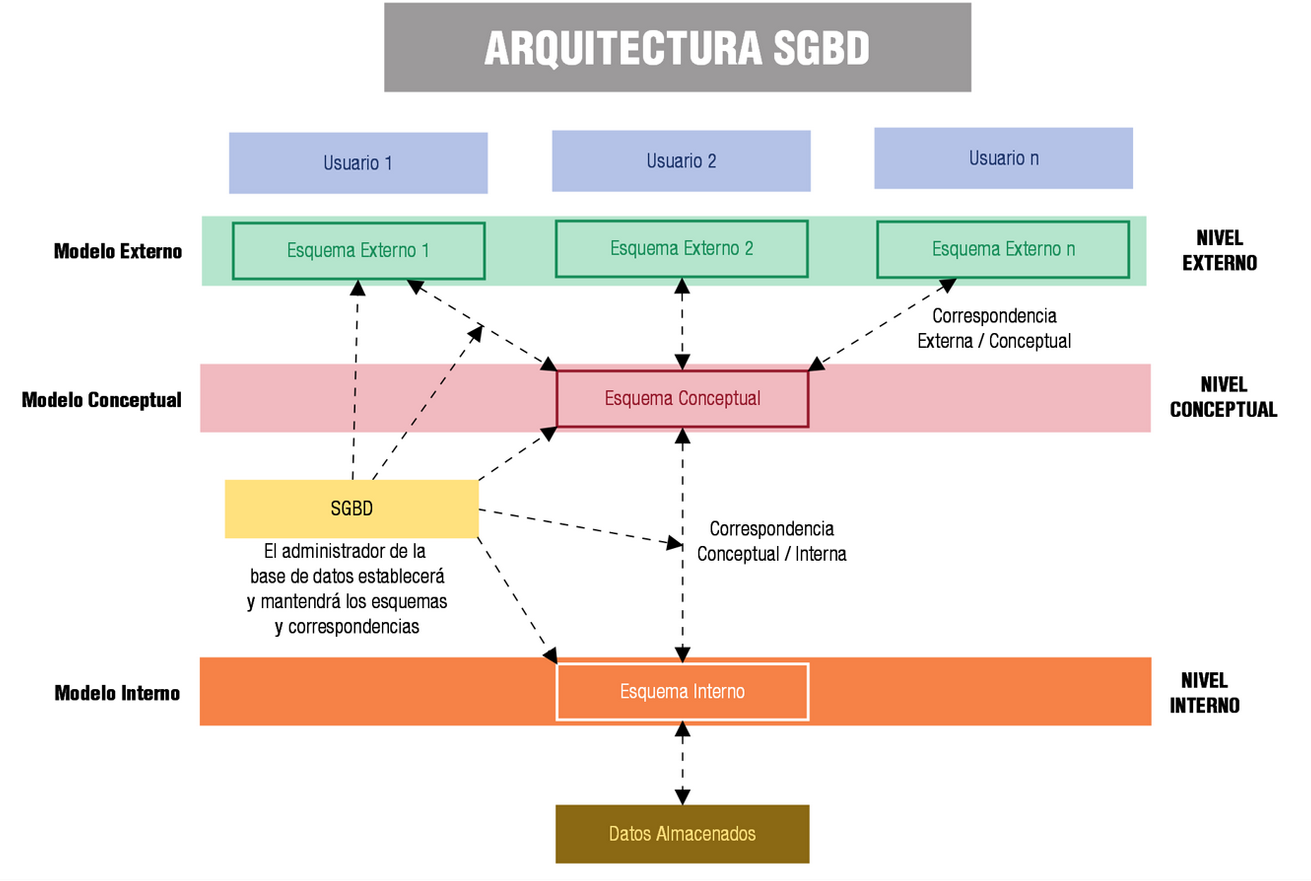 ARQUITECTURA SGBD
Usuario 1
Usuario 2
Usuario n
Modelo Externo
Esquema Externo 1
Esquema Externo 2
Esquema Externo n
NIVEL
EXTERNO
Correspondencia
Externa / Conceptual
Modelo Conceptual
Esquema Conceptual
NIVEL
CONCEPTUAL
SGBD
El administrador de la
base de datos establecerá
y mantendrá los esquemas
y correspondencias
Correspondencia
Conceptual / Interna
Modelo Interno
Esquema Interno
NIVEL
INTERNO
Datos Almacenados